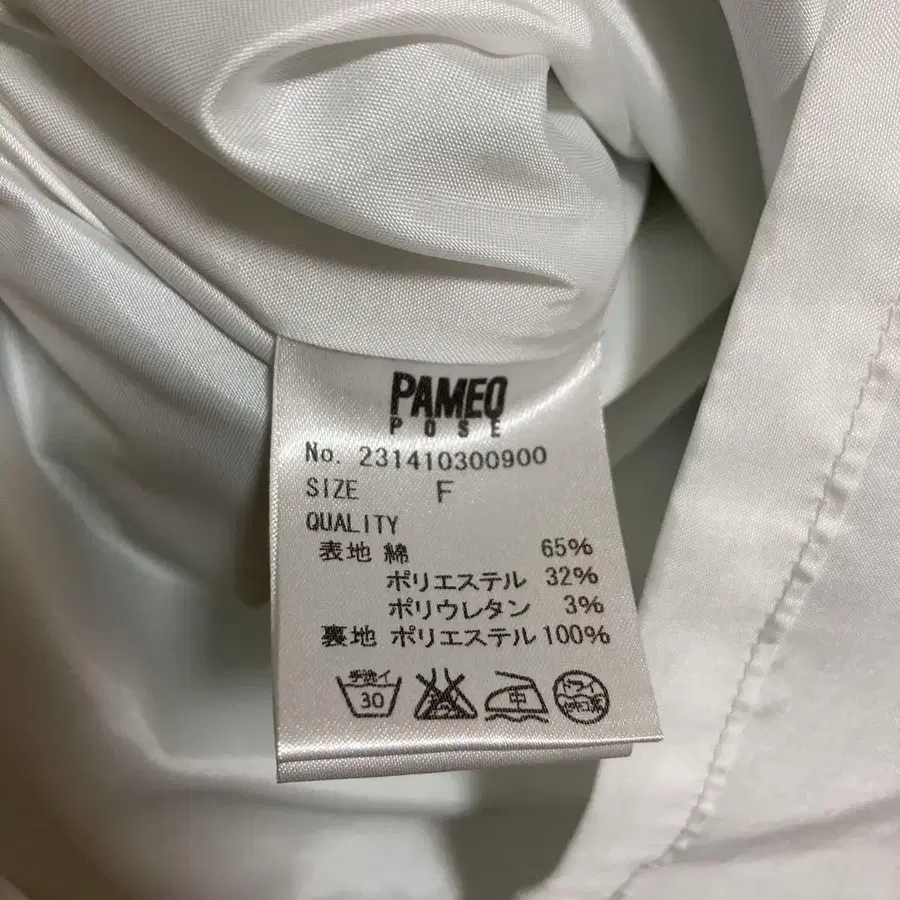 PAMEO
POSE
No. 231410300900
SIZE F
QUALITY
表地 綿 65%
ポリエステル 32%
ポリウレタン 3%
裏地 ポリエステル 100%
手洗イ
30
中
ドライ